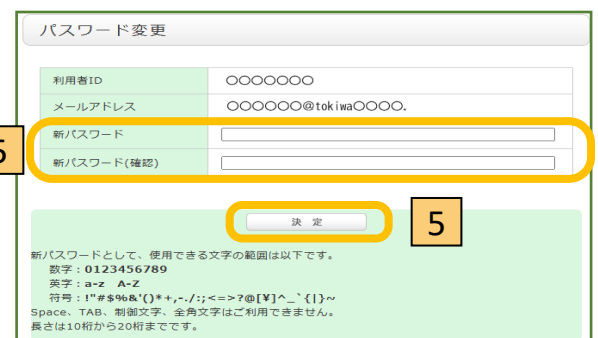 パスワード変更
利用者ID 〇〇〇〇〇〇〇
メールアドレス 〇〇〇〇〇〇@tokiwa〇〇〇〇.
新パスワード
5
新パスワード(確認)
決 定
5
新パスワードとして、使用できる文字の範囲は以下です。
数字：0123456789
英字：a-z A-Z
符号：!"#$%&'()*+,-./:;<=>?@[¥]^_`{|}~
Space、TAB、制御文字、全角文字はご利用できません。
長さは10桁から20桁までです。